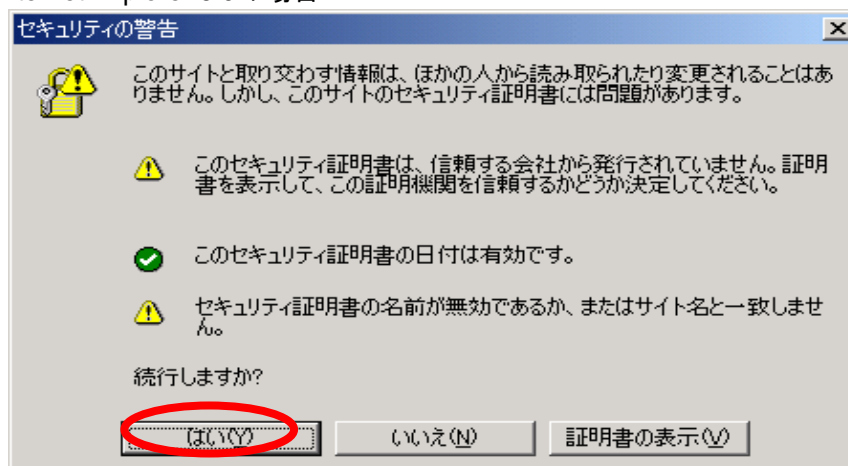 セキュリティの警告
このサイトと取り交わす情報は、ほかの人から読み取られたり変更されることはあ
りません。しかし、このサイトのセキュリティ証明書には問題があります。
このセキュリティ証明書は、信頼する会社から発行されていません。証明
書を表示して、この証明機関を信頼するかどうか決定してください。
このセキュリティ証明書の日付は有効です。
セキュリティ証明書の名前が無効であるか、またはサイト名と一致しませ
ん。
続行しますか?
はい(Y) いいえ(N) 証明書の表示(V)